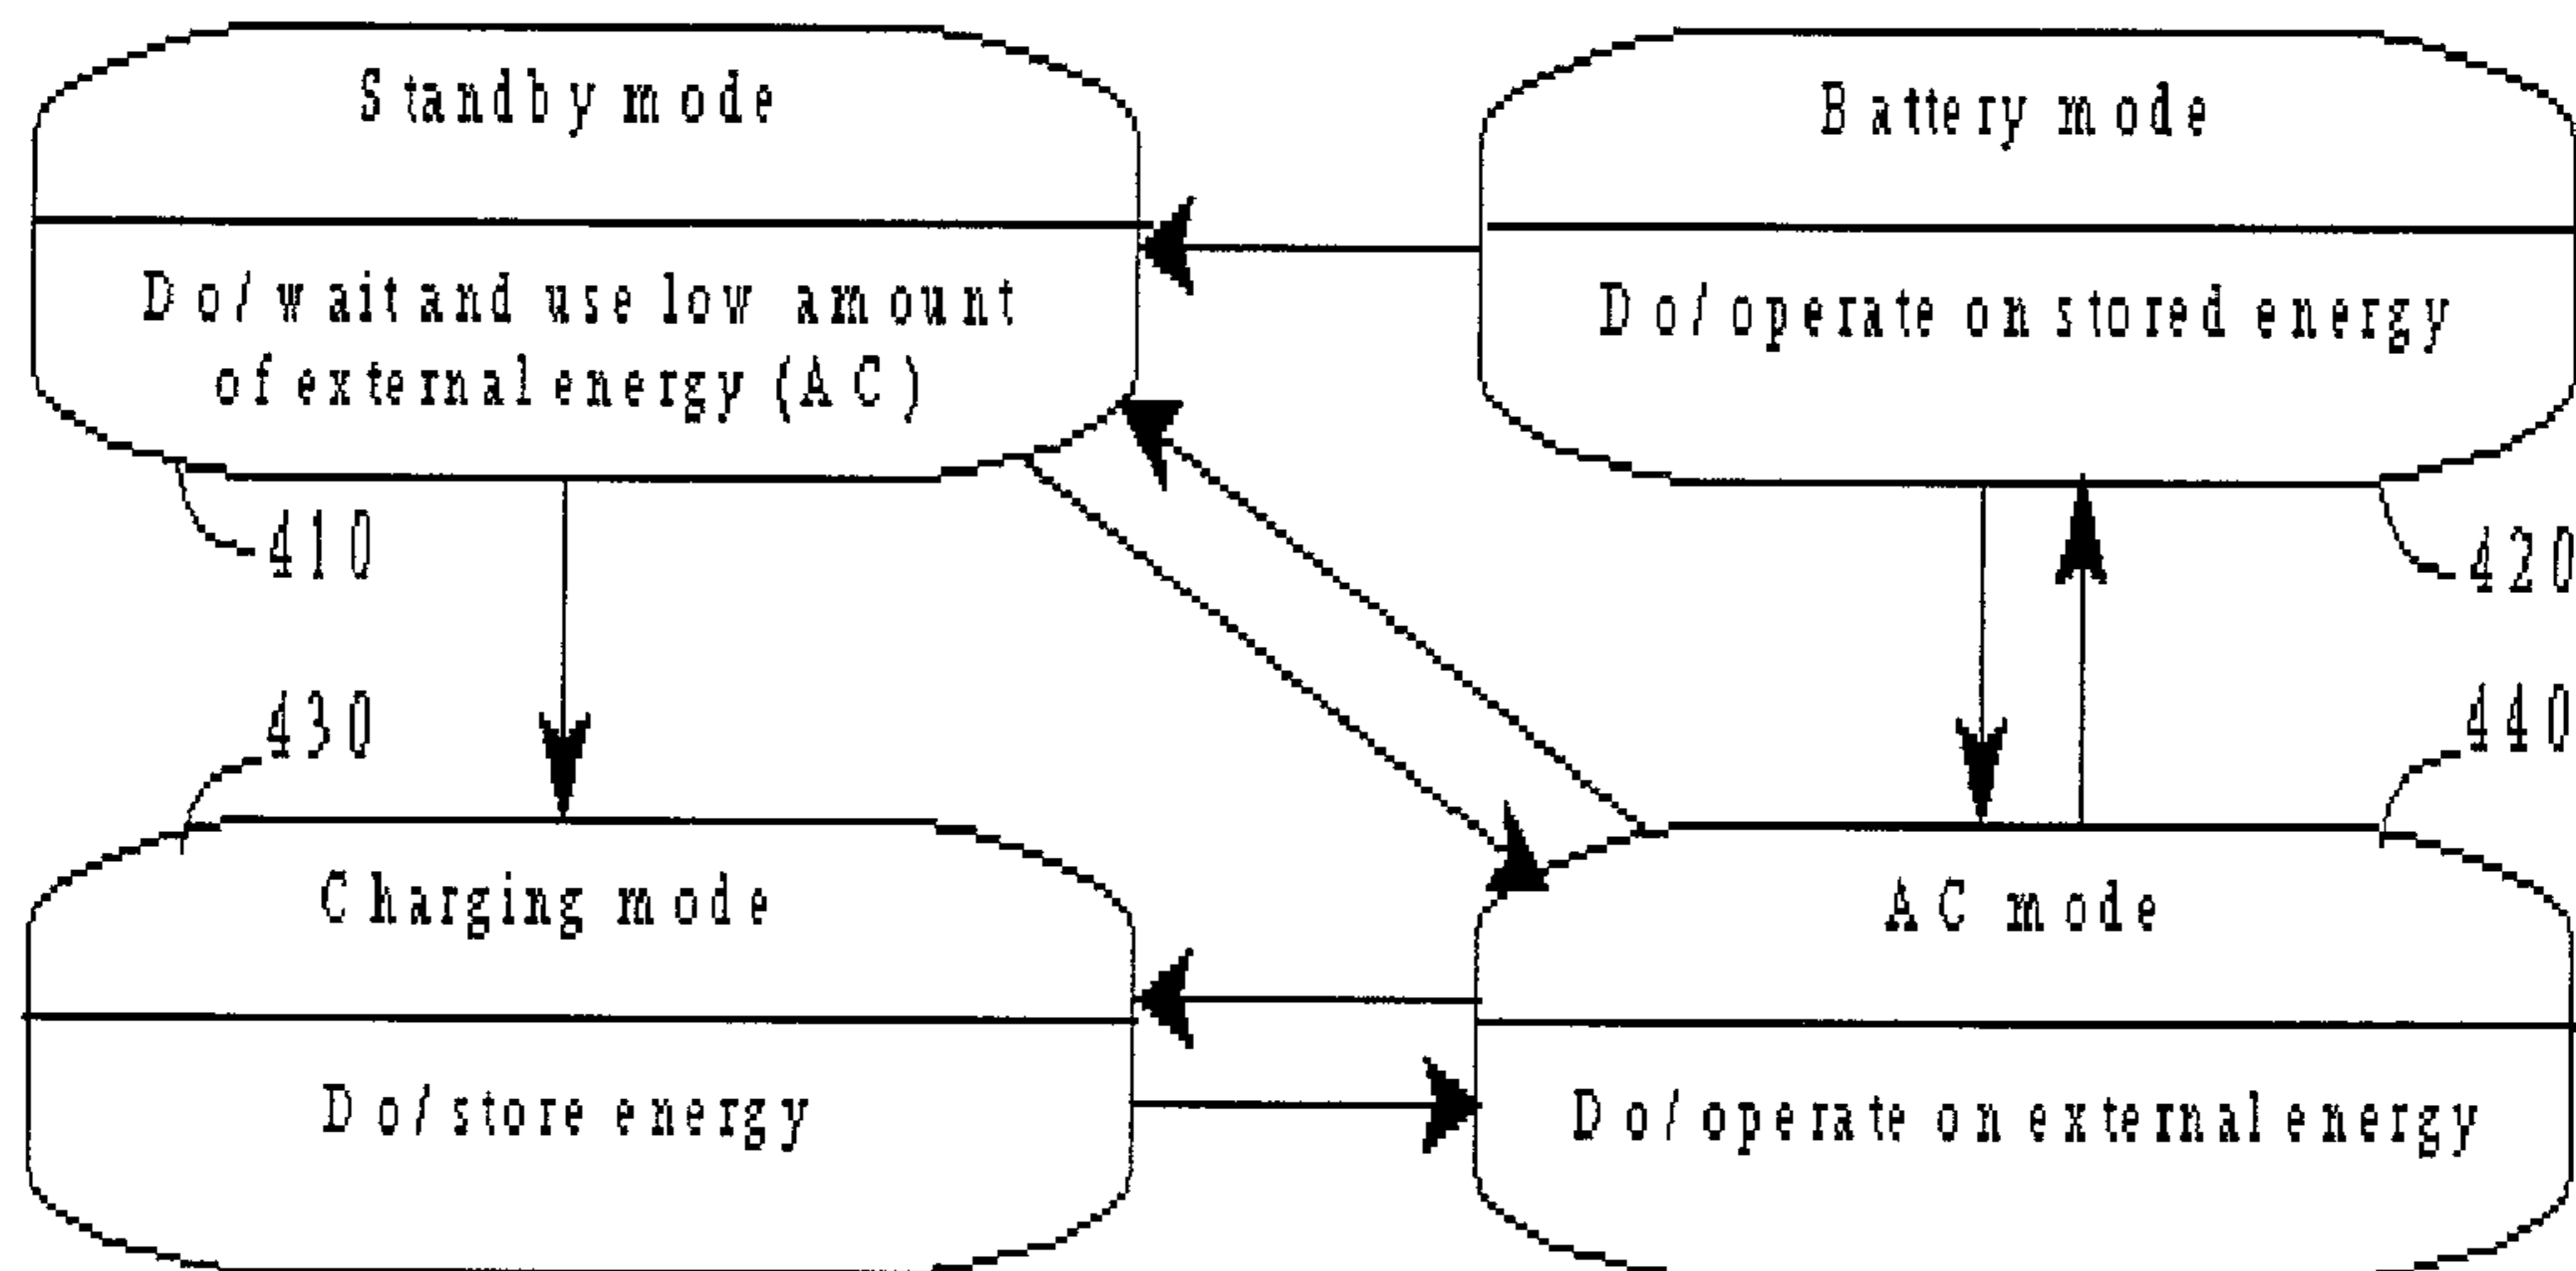 Standby mode
Do/ wait and use low amount
of external energy (AC)
410
Battery mode
Do/operate on stored energy
420
430
Charging mode
Do/ store energy
440
AC mode
Do/operate on external energy